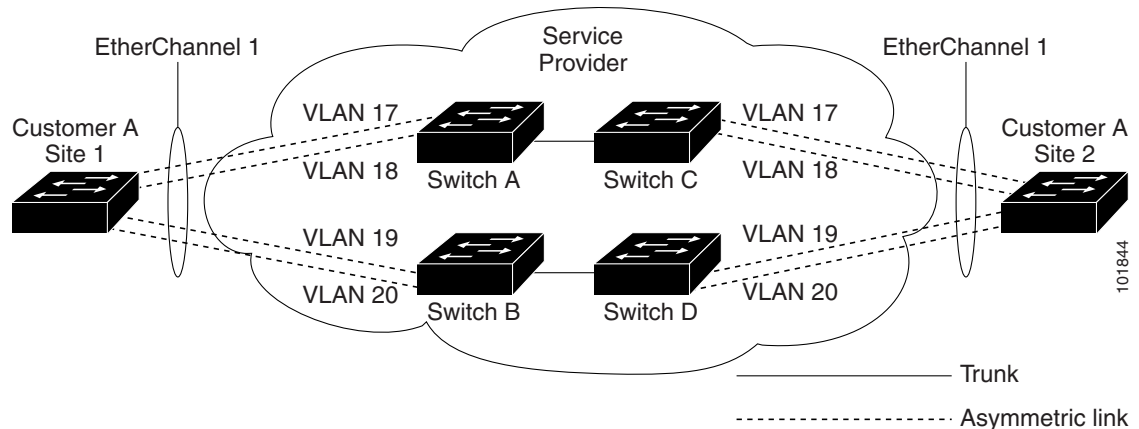 EtherChannel 1
Service
Provider
EtherChannel 1
Customer A
Site 1
VLAN 17
VLAN 18
Switch A
Switch C
VLAN 17
VLAN 18
Customer A
Site 2
VLAN 19
VLAN 20
Switch B
Switch D
VLAN 19
VLAN 20
101844
Trunk
Asymmetric link